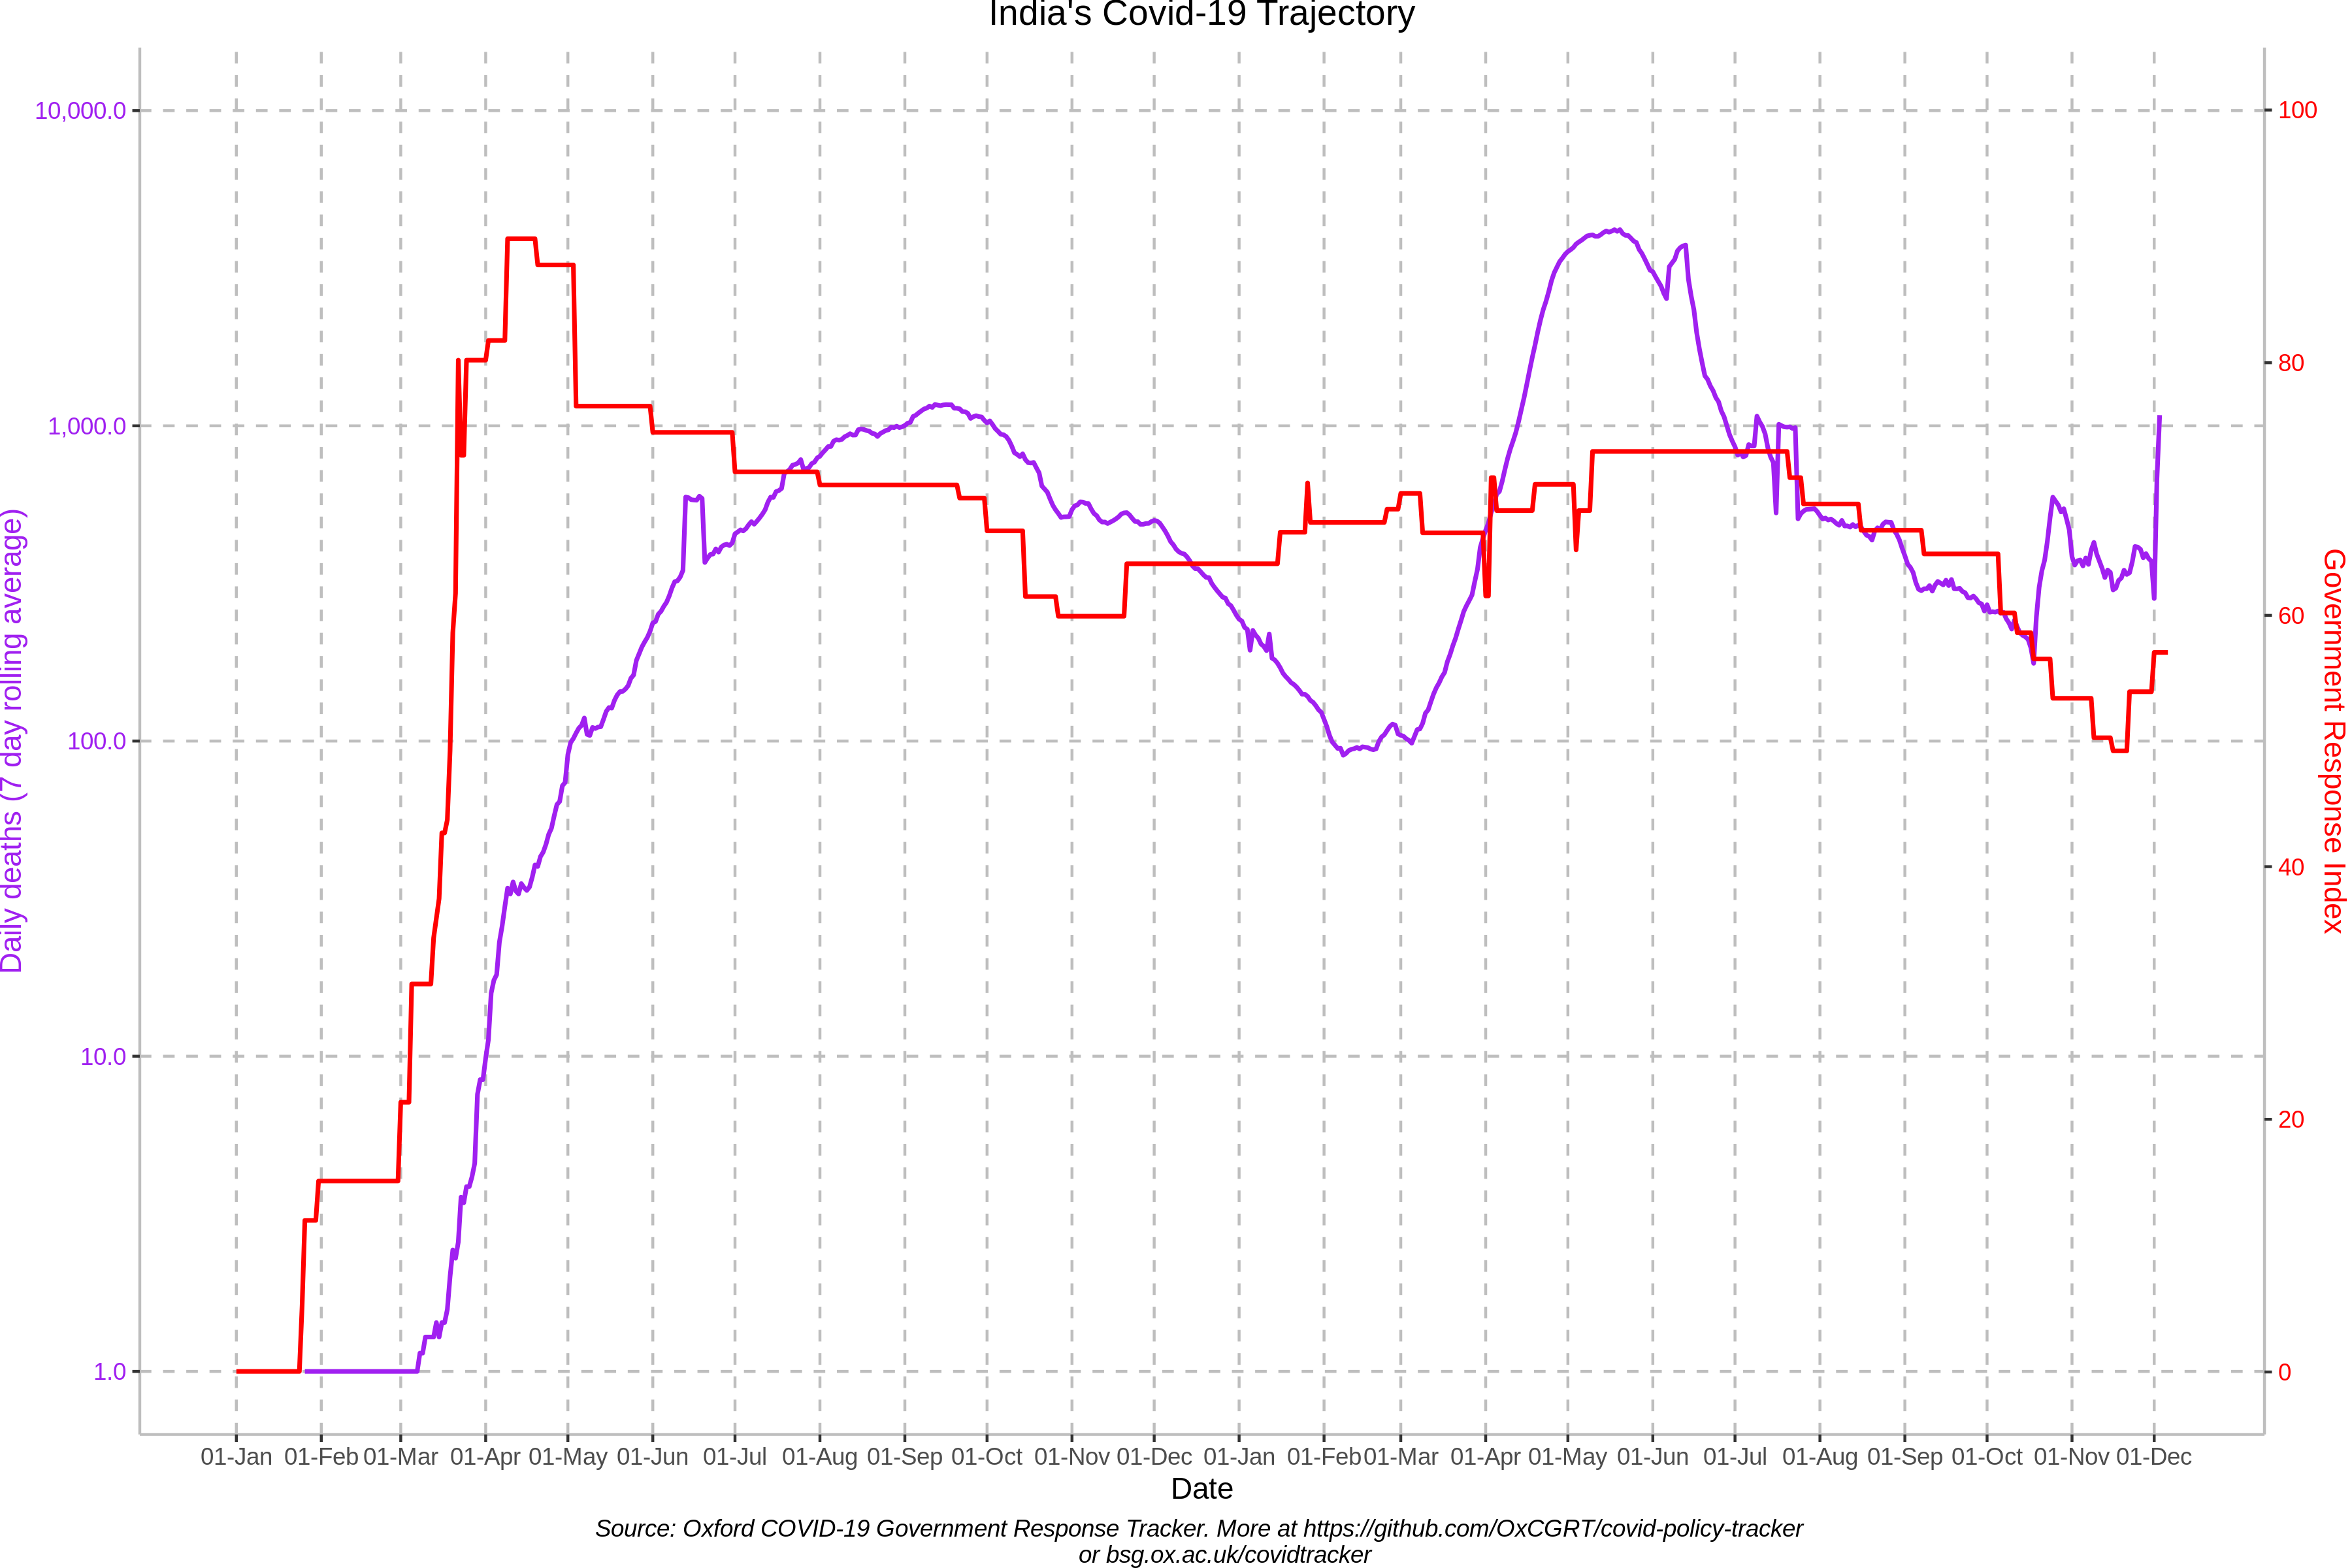 India's Covid-19 Trajectory
Daily deaths (7 day rolling average)
10,000.0
1,000.0
100.0
10.0
1.0
100
80
60
40
20
0
Government Response Index
01-Jan 01-Feb 01-Mar 01-Apr 01-May 01-Jun 01-Jul 01-Aug 01-Sep 01-Oct 01-Nov 01-Dec 01-Jan 01-Feb 01-Mar 01-Apr 01-May 01-Jun 01-Jul 01-Aug 01-Sep 01-Oct 01-Nov 01-Dec
Date
Source: Oxford COVID-19 Government Response Tracker. More at https://github.com/OxCGRT/covid-policy-tracker
or bsg.ox.ac.uk/covidtracker